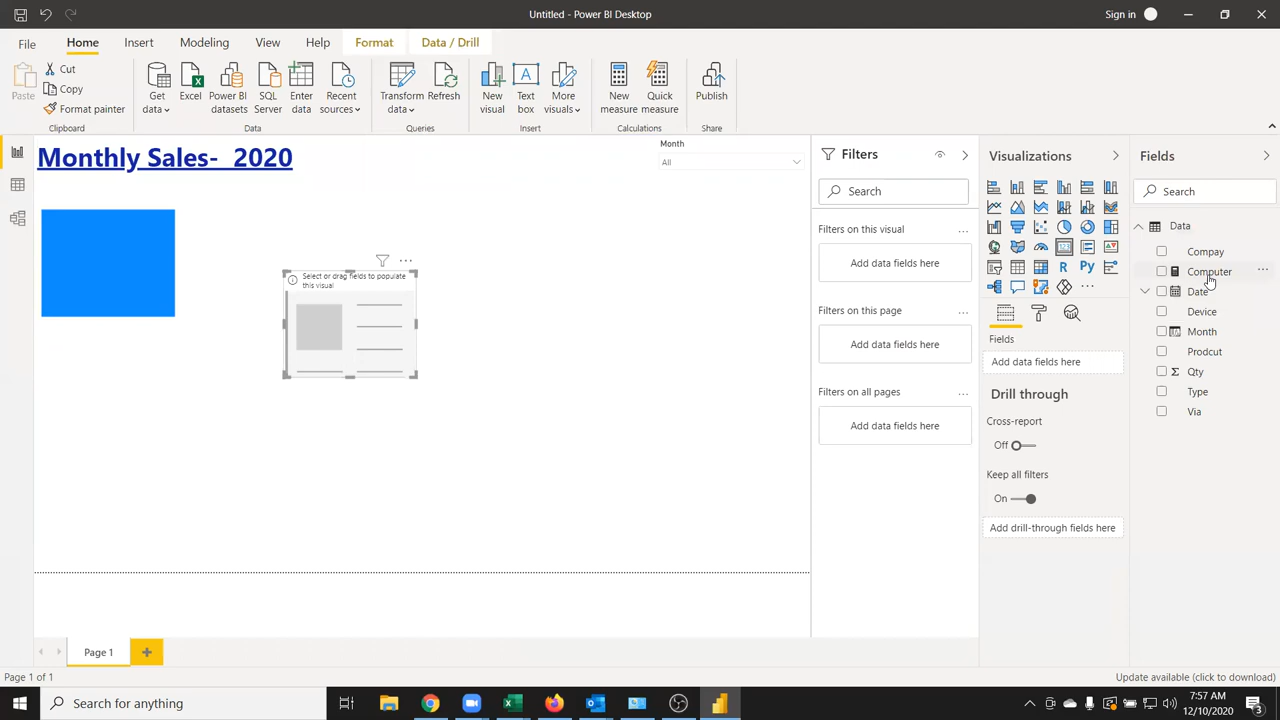 Untitled - Power BI Desktop
Sign in
File
Home
Insert
Modeling
View
Help
Format
Data / Drill
Paste
Cut
Copy
Format painter
Clipboard
Get data
Excel
Power BI datasets
SQL Server
Enter data
Recent sources
Data
Transform data
Refresh
Queries
New visual
Text box
More visuals
Insert
New measure
Quick measure
Calculations
Publish
Share
Monthly Sales-  2020
Month
All
Select or drag fields to populate
this visual
Filters
Search
Filters on this visual
Add data fields here
Filters on this page
Add data fields here
Filters on all pages
Add data fields here
Visualizations
R
Py
Fields
Add data fields here
Drill through
Cross-report
Off
Keep all filters
On
Add drill-through fields here
Fields
Search
Data
Compay
Computer
Date
Device
Month
Prodcut
Σ Qty
Type
Via
Page 1
Page 1 of 1
Update available (click to download)
Search for anything
7:57 AM
12/10/2020
3